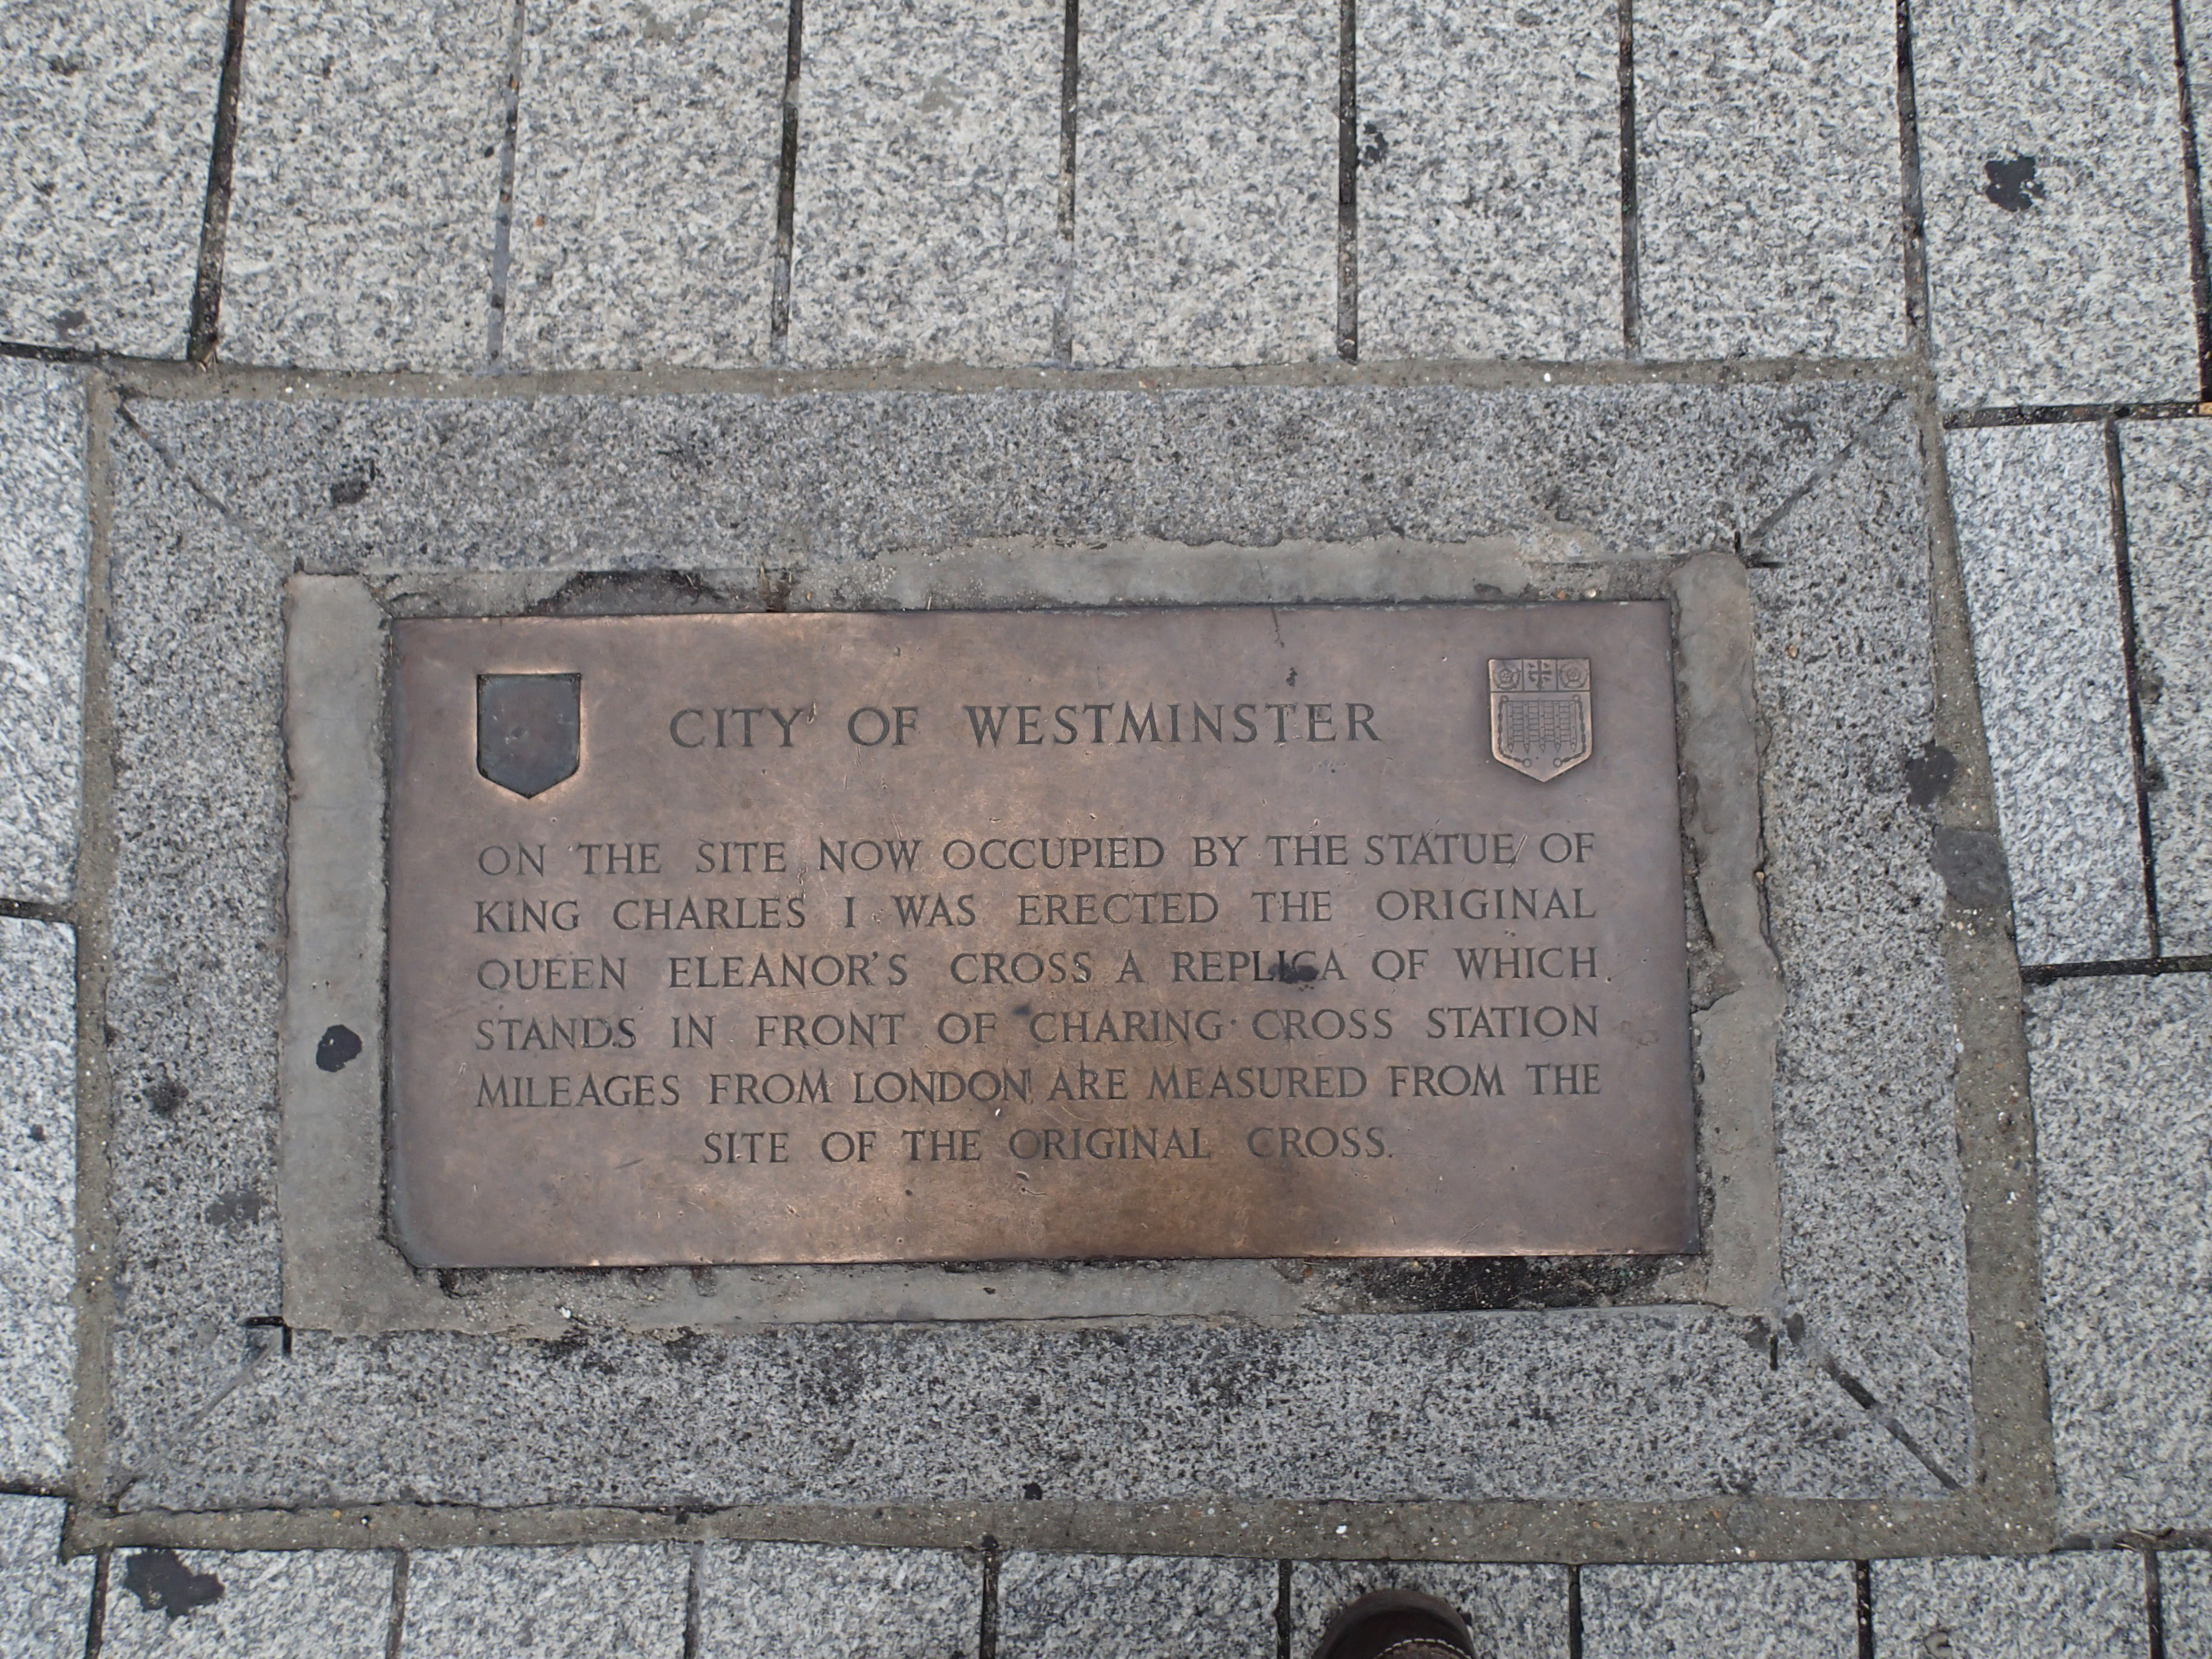 CITY OF WESTMINSTER
ON THE SITE NOW OCCUPIED BY THE STATUE OF
KING CHARLES I WAS ERECTED THE ORIGINAL
QUEEN ELEANOR'S CROSS A REPLICA OF WHICH
STANDS IN FRONT OF CHARING CROSS STATION
MILEAGES FROM LONDON ARE MEASURED FROM THE
SITE OF THE ORIGINAL CROSS.